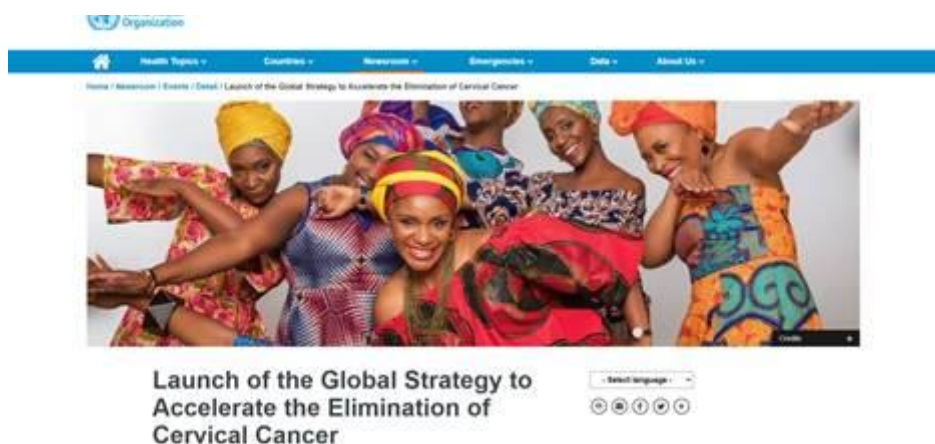 Organization
Health Topics Countries Newsroom Emergencies Data About Us
Home / Newsroom / Events / Detail / Launch of the Global Strategy to Accelerate the Elimination of Cervical Cancer
Credits
Launch of the Global Strategy to
Accelerate the Elimination of
Cervical Cancer
- Select language -